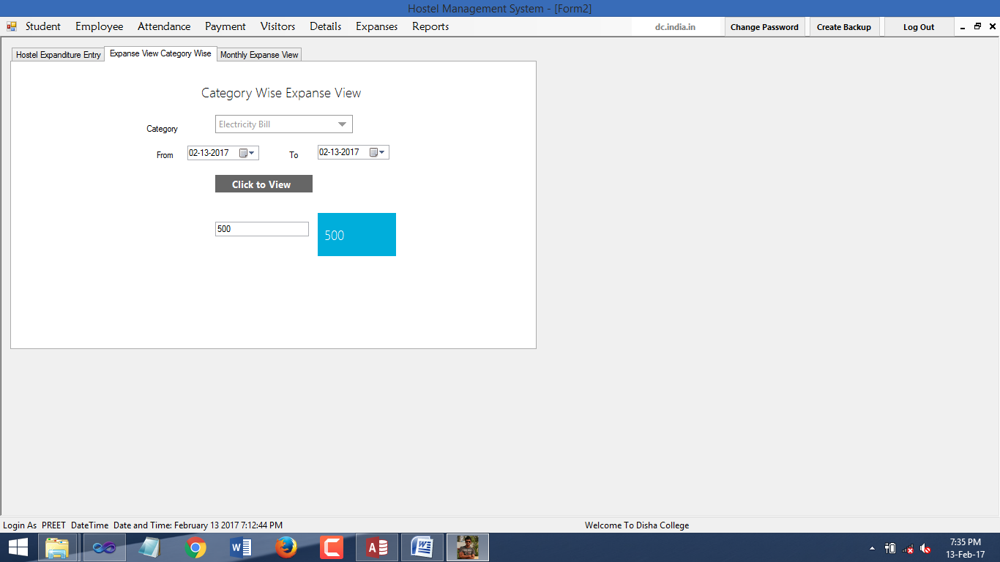 Hostel Management System - [Form2]
Student Employee Attendance Payment Visitors Details Expanses Reports dc.india.in Change Password Create Backup Log Out
Hostel Expanditure Entry Expanse View Category Wise Monthly Expanse View
Category Wise Expanse View
Category Electricity Bill
From 02-13-2017 To 02-13-2017
Click to View
500 500
Login As PREET DateTime Date and Time: February 13 2017 7:12:44 PM Welcome To Disha College
7:35 PM
13-Feb-17